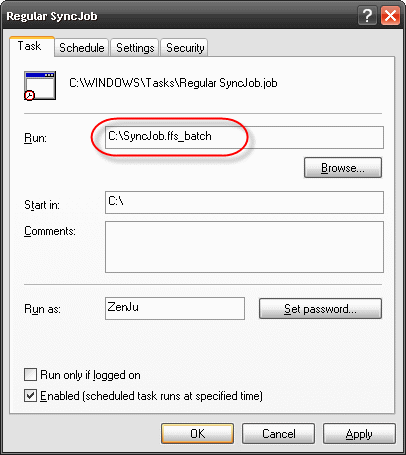 Regular SyncJob
Task Schedule Settings Security
C:\WINDOWS\Tasks\Regular SyncJob.job
Run: C:\SyncJob.ffs_batch
Browse...
Start in: C:\
Comments:
Run as: ZenJu Set password...
Run only if logged on
Enabled (scheduled task runs at specified time)
OK Cancel Apply